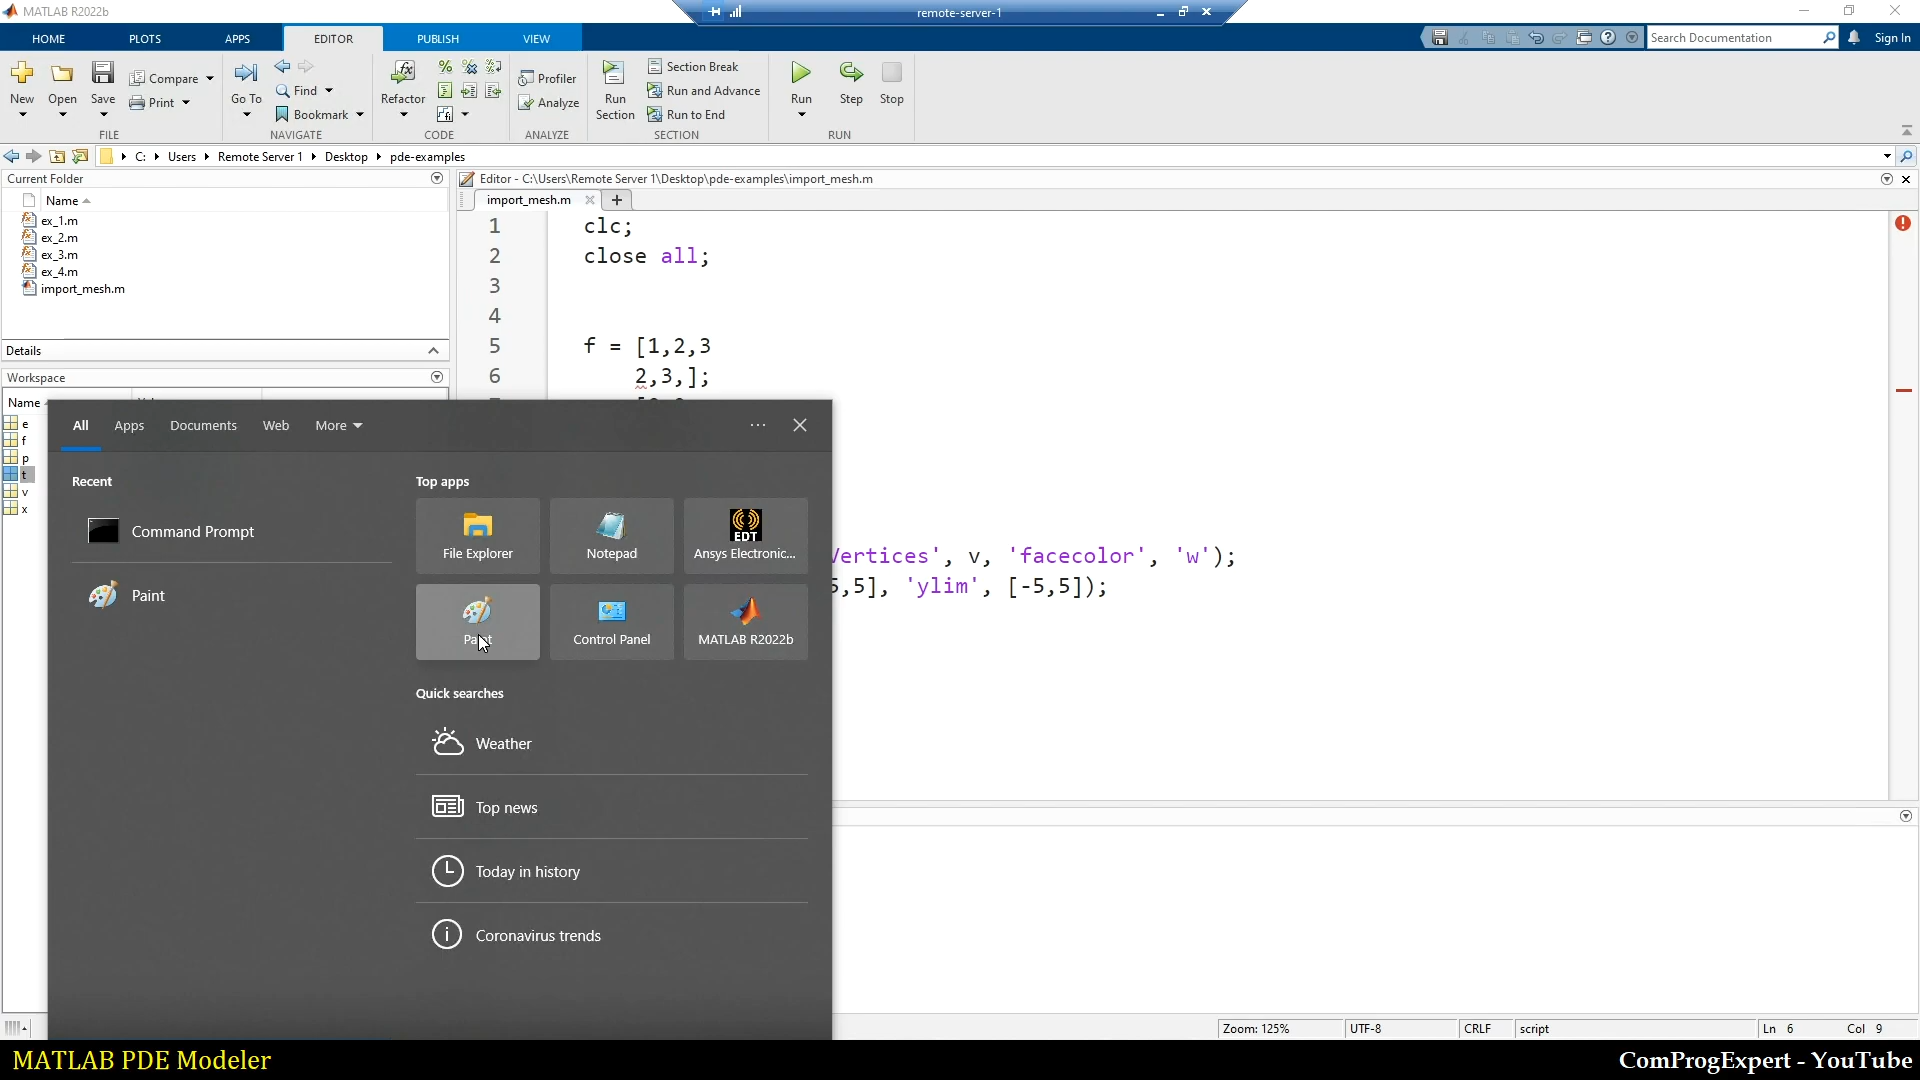 MATLAB R2022b
remote-server-1
HOME
PLOTS
APPS
EDITOR
PUBLISH
VIEW
Search Documentation
Sign In
New
Open
Save
Compare
Print
Go To
Find
Bookmark
Refactor
Profiler
Analyze
Run Section
Section Break
Run and Advance
Run to End
Run
Step
Stop
FILE
NAVIGATE
CODE
ANALYZE
SECTION
RUN
C: Users Remote Server 1 Desktop pde-examples
Current Folder
Name
ex_1.m
ex_2.m
ex_3.m
ex_4.m
import_mesh.m
Details
Workspace
Name
e
f
p
t
v
x
Editor - C:\Users\Remote Server 1\Desktop\pde-examples\import_mesh.m
import_mesh.m
1 clc;
2 close all;
3
4
5 f = [1,2,3
6 2,3,];
Vertices', v, 'facecolor', 'w');
5,5], 'ylim', [-5,5]);
All
Apps
Documents
Web
More
Recent
Command Prompt
Paint
Top apps
File Explorer
Notepad
EDT
Ansys Electronic...
Paint
Control Panel
MATLAB R2022b
Quick searches
Weather
Top news
Today in history
Coronavirus trends
Zoom: 125%
UTF-8
CRLF
script
Ln 6
Col 9
MATLAB PDE Modeler
ComProgExpert - YouTube